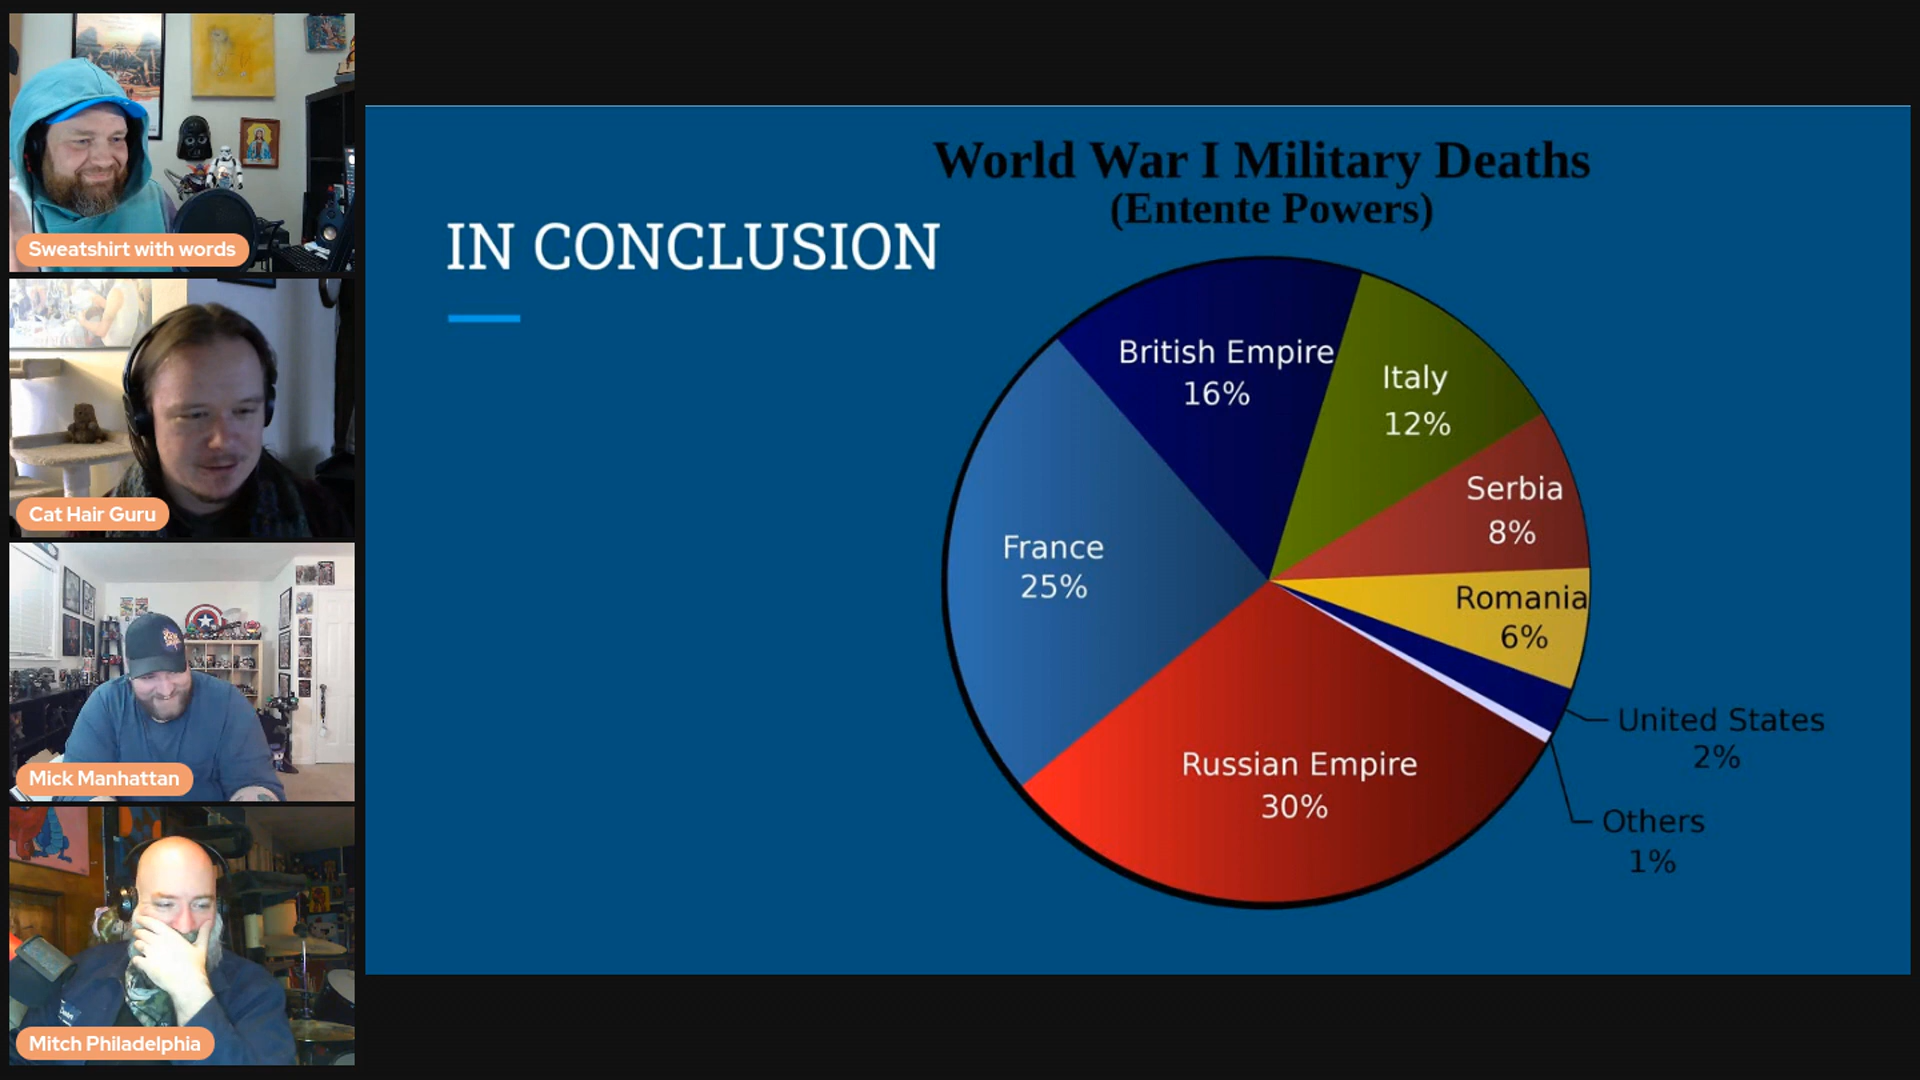 Sweatshirt with words
Cat Hair Guru
Mick Manhattan
Mitch Philadelphia
IN CONCLUSION
World War I Military Deaths
(Entente Powers)
British Empire
16%
Italy
12%
Serbia
8%
Romania
6%
United States
2%
Others
1%
Russian Empire
30%
France
25%